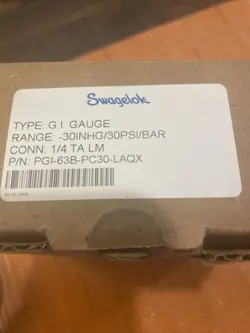 Swagelok
TYPE: G.I. GAUGE
RANGE: -30INHG/30PSI/BAR
CONN: 1/4 TA LM
P/N: PGI-63B-PC30-LAQX